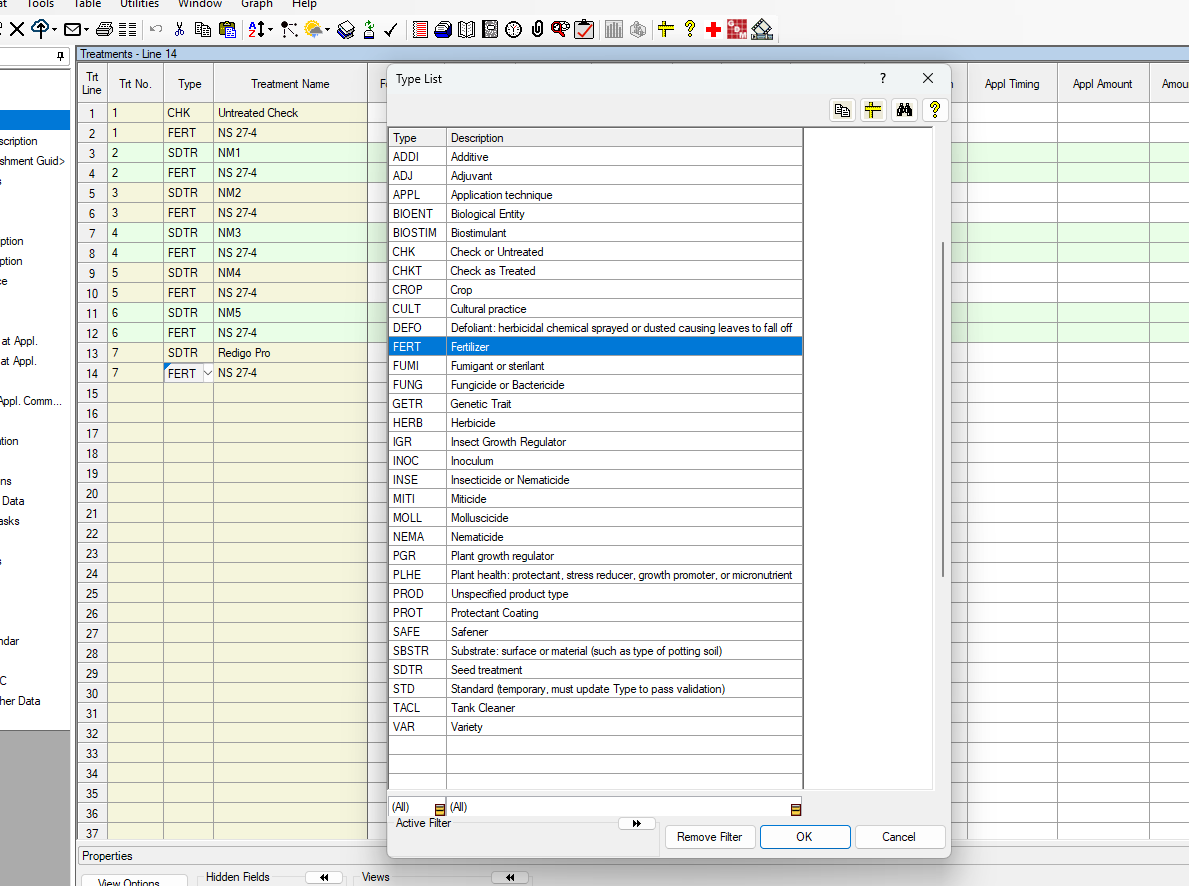 Tools Table Utilities Window Graph Help
Treatments - Line 14
Trt Line Trt No. Type Treatment Name Appl Timing Appl Amount
1 1 CHK Untreated Check
2 1 FERT NS 27-4
3 2 SDTR NM1
4 2 FERT NS 27-4
5 3 SDTR NM2
6 3 FERT NS 27-4
7 4 SDTR NM3
8 4 FERT NS 27-4
9 5 SDTR NM4
10 5 FERT NS 27-4
11 6 SDTR NM5
12 6 FERT NS 27-4
13 7 SDTR Redigo Pro
14 7 FERT NS 27-4
15
16
17
18
19
20
21
22
23
24
25
26
27
28
29
30
31
32
33
34
35
36
37
scription
shment Guid>
ption
ption
ce
at Appl.
at Appl.
Appl. Comm...
tion
ns
Data
asks
ndar
C
her Data
Type List
?
Type Description
ADDI Additive
ADJ Adjuvant
APPL Application technique
BIOENT Biological Entity
BIOSTIM Biostimulant
CHK Check or Untreated
CHKT Check as Treated
CROP Crop
CULT Cultural practice
DEFO Defoliant: herbicidal chemical sprayed or dusted causing leaves to fall off
FERT Fertilizer
FUMI Fumigant or sterilant
FUNG Fungicide or Bactericide
GETR Genetic Trait
HERB Herbicide
IGR Insect Growth Regulator
INOC Inoculum
INSE Insecticide or Nematicide
MITI Miticide
MOLL Molluscicide
NEMA Nematicide
PGR Plant growth regulator
PLHE Plant health: protectant, stress reducer, growth promoter, or micronutrient
PROD Unspecified product type
PROT Protectant Coating
SAFE Safener
SBSTR Substrate: surface or material (such as type of potting soil)
SDTR Seed treatment
STD Standard (temporary, must update Type to pass validation)
TACL Tank Cleaner
VAR Variety
(All) (All)
Active Filter
Remove Filter OK Cancel
Properties
View Options Hidden Fields Views